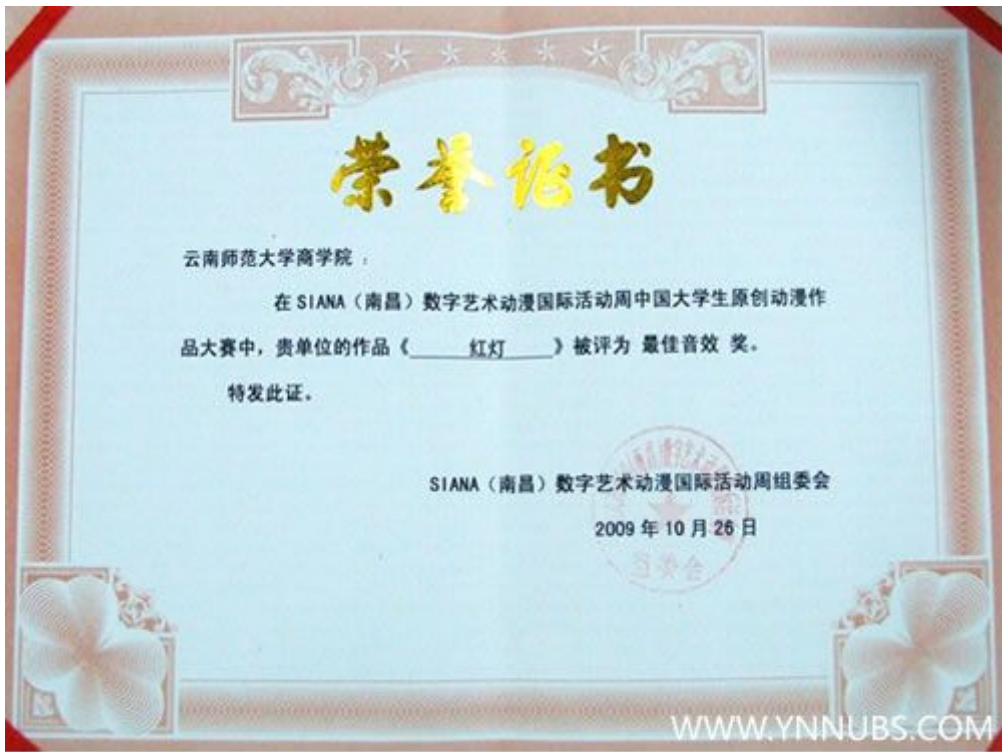 荣誉证书
云南师范大学商学院：
在SIANA（南昌）数字艺术动漫国际活动周中国大学生原创动漫作
品大赛中，贵单位的作品《 红灯 》被评为 最佳音效 奖。
特发此证。
SIANA（南昌）数字艺术动漫国际活动周组委会
2009年10月26日
组委会
WWW.YNNUBS.COM